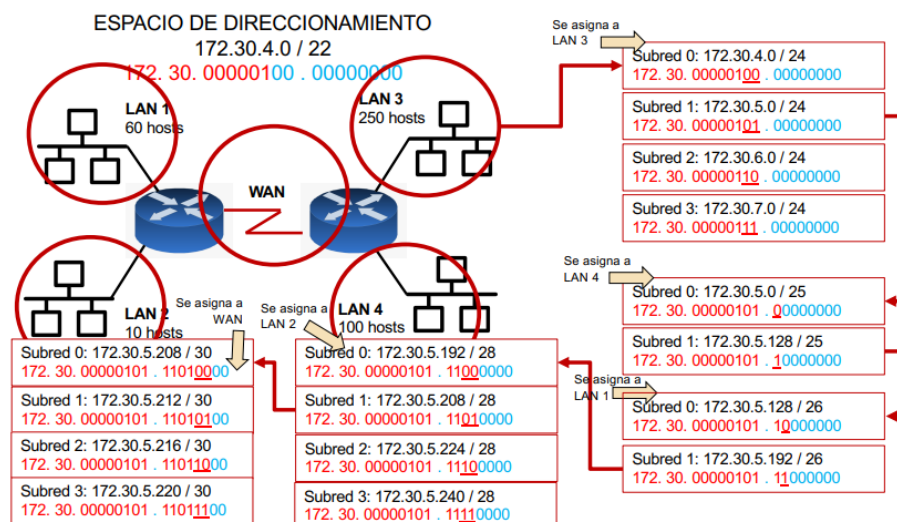 ESPACIO DE DIRECCIONAMIENTO
172.30.4.0 / 22
172. 30. 00000100 . 00000000
LAN 1
60 hosts
LAN 3
250 hosts
WAN
LAN 2
10 hosts
LAN 4
100 hosts
Se asigna a
LAN 3
Subred 0: 172.30.4.0 / 24
172. 30. 00000100 . 00000000
Subred 1: 172.30.5.0 / 24
172. 30. 00000101 . 00000000
Subred 2: 172.30.6.0 / 24
172. 30. 00000110 . 00000000
Subred 3: 172.30.7.0 / 24
172. 30. 00000111 . 00000000
Se asigna a
LAN 4
Subred 0: 172.30.5.0 / 25
172. 30. 00000101 . 00000000
Subred 1: 172.30.5.128 / 25
172. 30. 00000101 . 10000000
Se asigna a
LAN 1
Subred 0: 172.30.5.128 / 26
172. 30. 00000101 . 10000000
Subred 1: 172.30.5.192 / 26
172. 30. 00000101 . 11000000
Se asigna a
LAN 2
Subred 0: 172.30.5.192 / 28
172. 30. 00000101 . 11000000
Subred 1: 172.30.5.208 / 28
172. 30. 00000101 . 11010000
Subred 2: 172.30.5.224 / 28
172. 30. 00000101 . 11100000
Subred 3: 172.30.5.240 / 28
172. 30. 00000101 . 11110000
Se asigna a
WAN
Subred 0: 172.30.5.208 / 30
172. 30. 00000101 . 11010000
Subred 1: 172.30.5.212 / 30
172. 30. 00000101 . 11010100
Subred 2: 172.30.5.216 / 30
172. 30. 00000101 . 11011000
Subred 3: 172.30.5.220 / 30
172. 30. 00000101 . 11011100